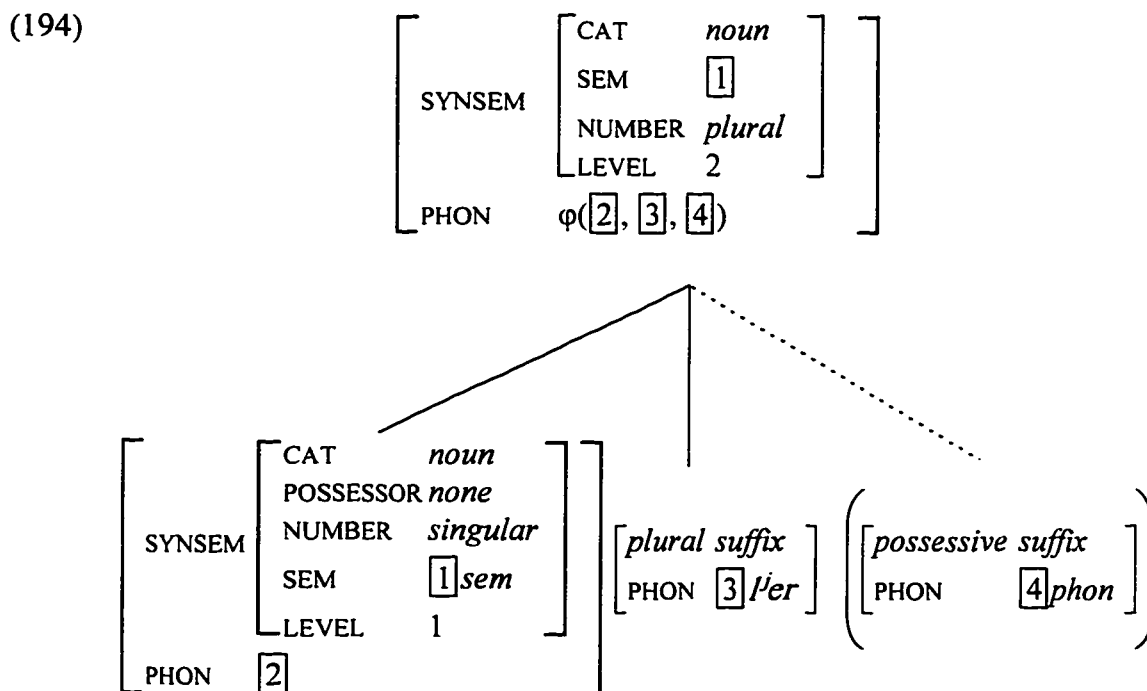 (194)
CAT noun
SEM [1]
SYNSEM
NUMBER plural
LEVEL 2
PHON φ([2], [3], [4])
CAT noun
POSSESSOR none
NUMBER singular
SYNSEM
SEM [1] sem
LEVEL 1
PHON [2]
plural suffix
PHON [3] lʲer
possessive suffix
PHON [4] phon